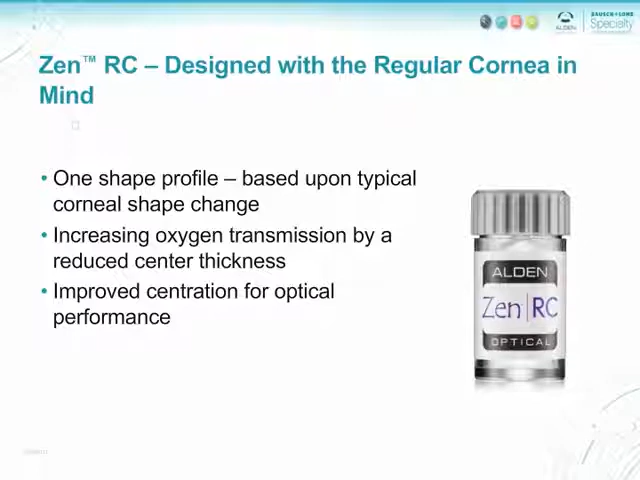 BAUSCH + LOMB
ALDEN
Specialty
Zen™ RC – Designed with the Regular Cornea in
Mind
• One shape profile – based upon typical
corneal shape change
• Increasing oxygen transmission by a
reduced center thickness
• Improved centration for optical
performance
ALDEN
Zen RC
OPTICAL